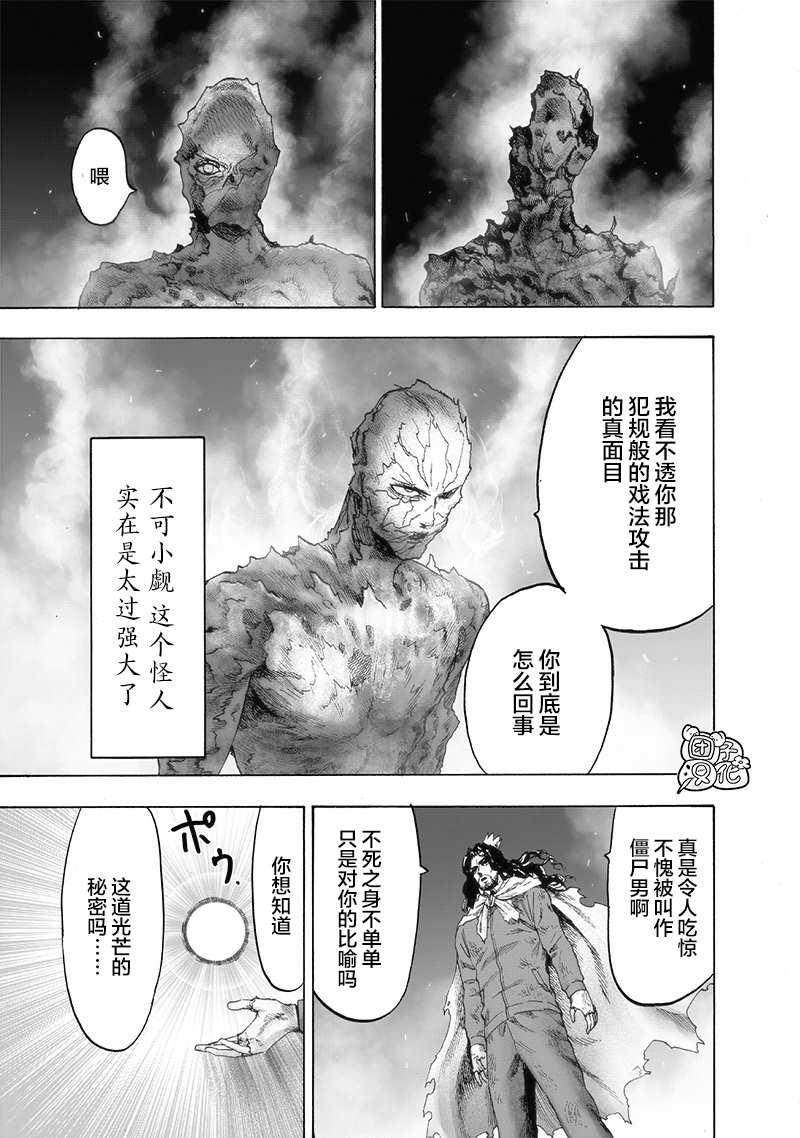 喂
我看不透你那
犯规般的戏法攻击
的真面目
你到底是
怎么回事
不可小觑 这个怪人
实在是太过强大了
真是令人吃惊
不愧被叫作
僵尸男啊
不死之身不单单
只是对你的比喻吗
你想知道
ポウ
这道光芒的
秘密吗……
团子
汉化